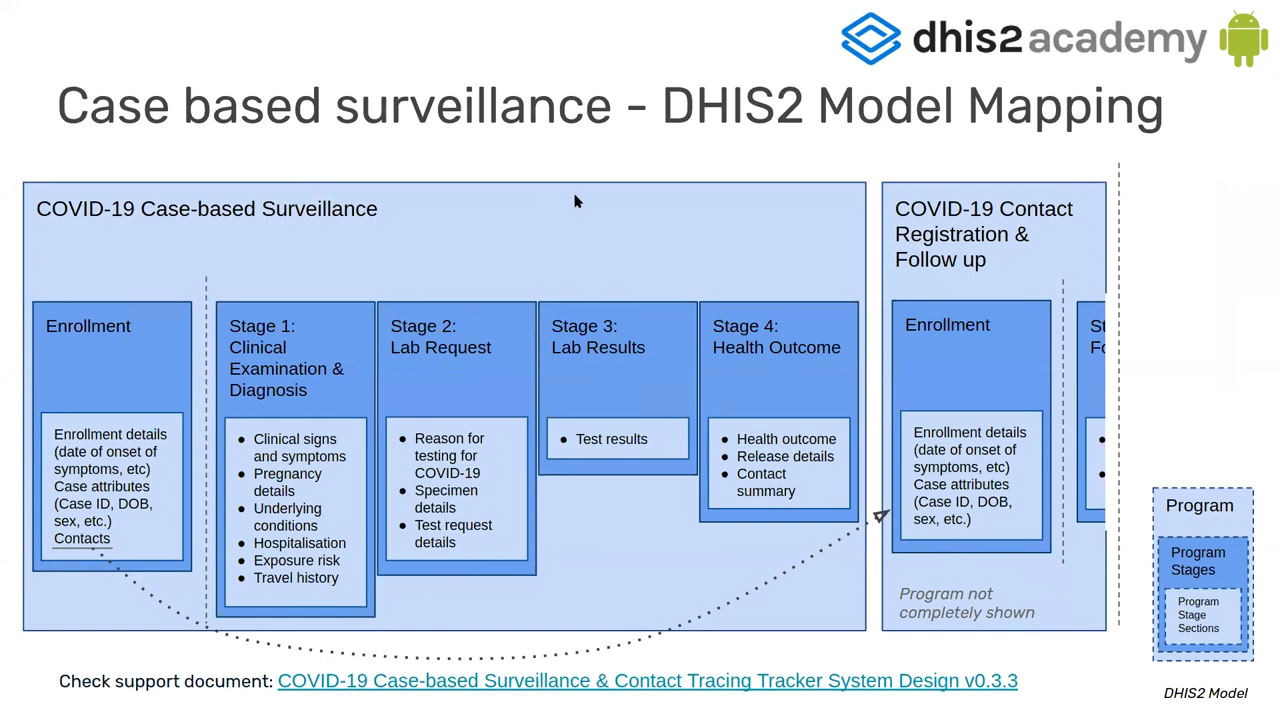 dhis2 academy
Case based surveillance - DHIS2 Model Mapping
COVID-19 Case-based Surveillance
Enrollment
Enrollment details
(date of onset of
symptoms, etc)
Case attributes
(Case ID, DOB,
sex, etc.)
Contacts
Stage 1:
Clinical
Examination &
Diagnosis
● Clinical signs
and symptoms
● Pregnancy
details
● Underlying
conditions
● Hospitalisation
● Exposure risk
● Travel history
Stage 2:
Lab Request
● Reason for
testing for
COVID-19
● Specimen
details
● Test request
details
Stage 3:
Lab Results
● Test results
Stage 4:
Health Outcome
● Health outcome
● Release details
● Contact
summary
COVID-19 Contact
Registration &
Follow up
Enrollment
Enrollment details
(date of onset of
symptoms, etc)
Case attributes
(Case ID, DOB,
sex, etc.)
Program not
completely shown
Program
Program
Stages
Program
Stage
Sections
DHIS2 Model
Check support document: COVID-19 Case-based Surveillance & Contact Tracing Tracker System Design v0.3.3